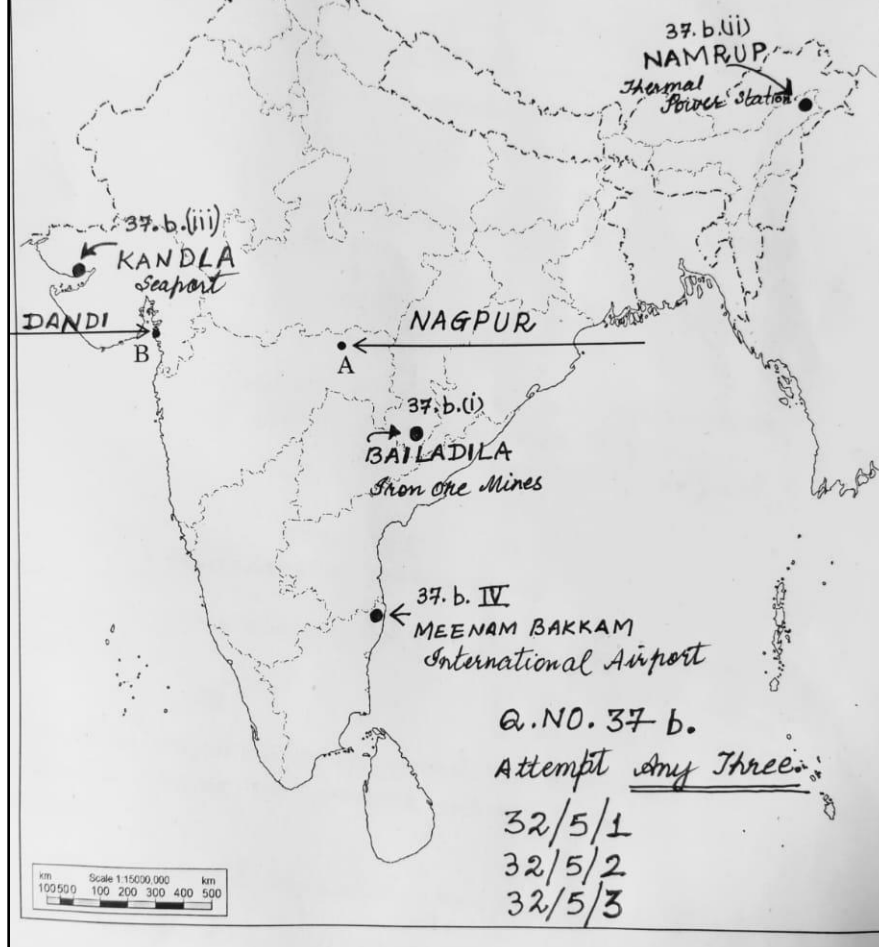 37. b.(ii)
NAMRUP
Thermal
Power Station
37. b.(iii)
KANDLA
Seaport
DANDI
B
NAGPUR
A
37. b.(i)
BAILADILA
Iron ore Mines
37. b. IV
MEENAM BAKKAM
International Airport
Q.NO. 37 b.
Attempt Any Three.
32/5/1
32/5/2
32/5/3
km Scale 1:15000,000 km
100500 100 200 300 400 500